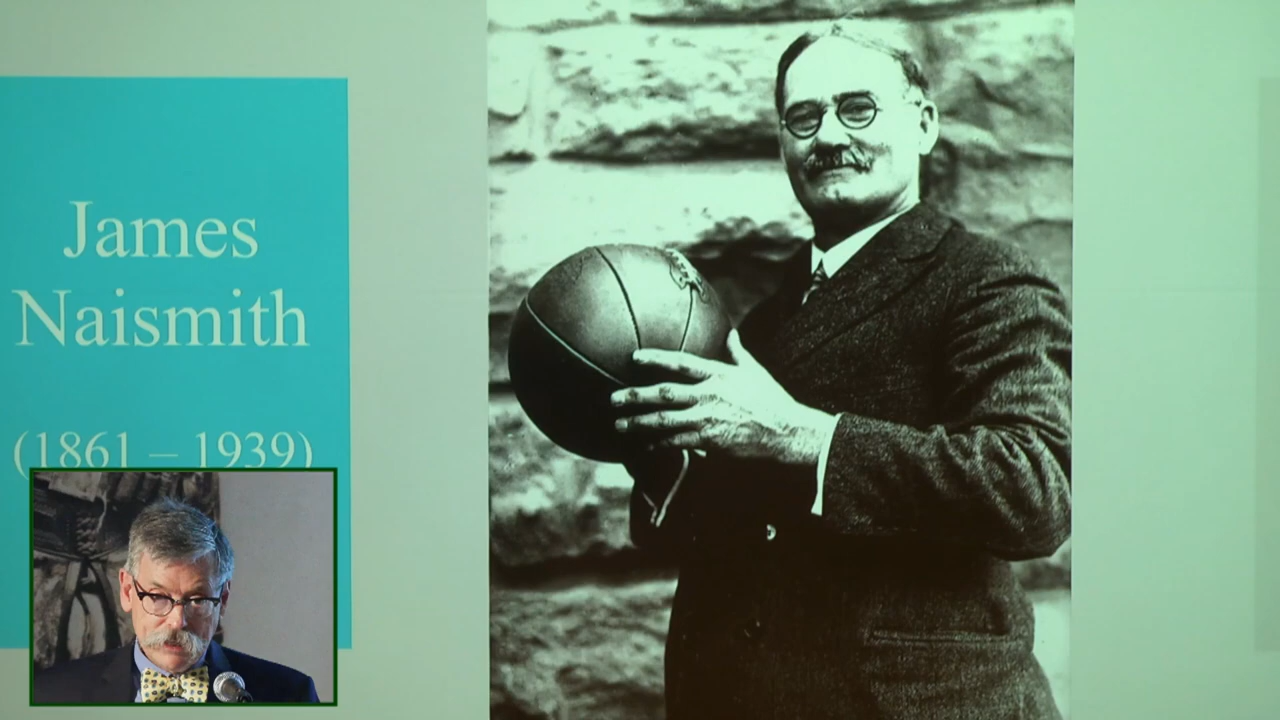 James
Naismith
(1861 – 1939)